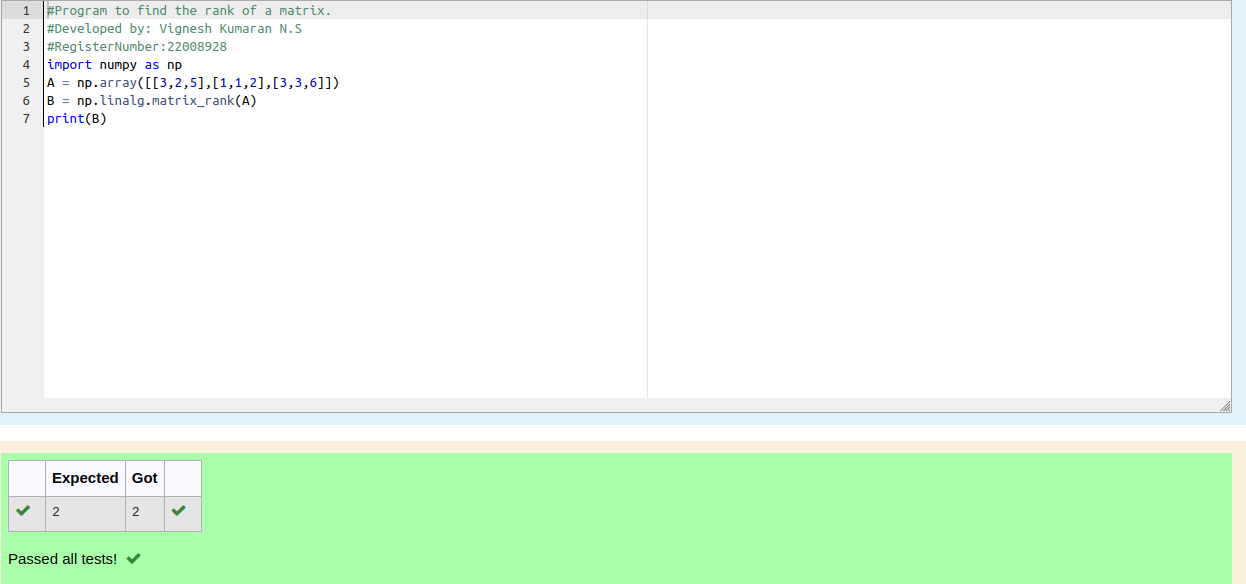 1 #Program to find the rank of a matrix.
2 #Developed by: Vignesh Kumaran N.S
3 #RegisterNumber:22008928
4 import numpy as np
5 A = np.array([[3,2,5],[1,1,2],[3,3,6]])
6 B = np.linalg.matrix_rank(A)
7 print(B)
Expected Got
2 2
Passed all tests!